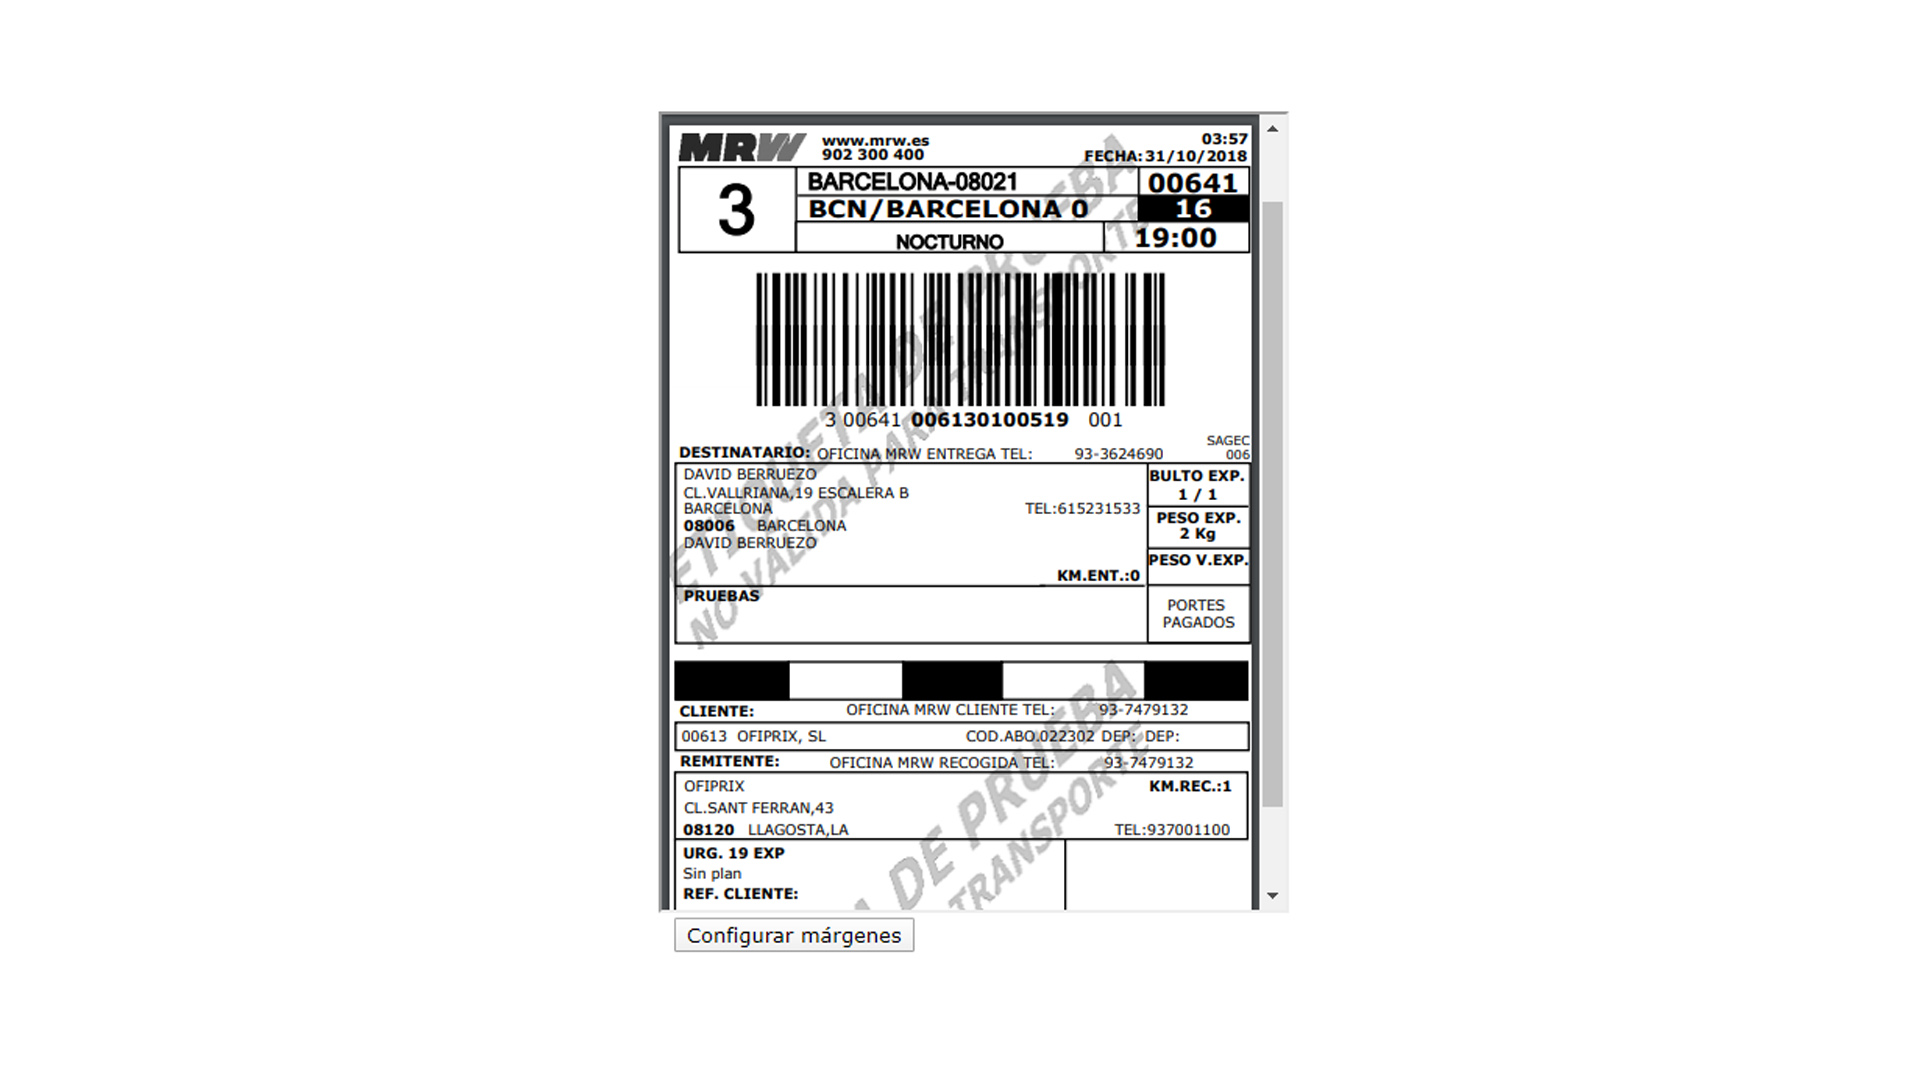 MRW
www.mrw.es
902 300 400
03:57
FECHA:31/10/2018
3
BARCELONA-08021
00641
BCN/BARCELONA 0
16
NOCTURNO
19:00
3 00641 006130100519 001
SAGEC
006
DESTINATARIO: OFICINA MRW ENTREGA TEL: 93-3624690
DAVID BERRUEZO
CL.VALLRIANA,19 ESCALERA B
BARCELONA
TEL:615231533
08006 BARCELONA
DAVID BERRUEZO
KM.ENT.:0
BULTO EXP.
1 / 1
PESO EXP.
2 Kg
PESO V.EXP.
PRUEBAS
PORTES
PAGADOS
ETIQUETA DE PRUEBA
NO VALIDA PARA TRANSPORTE
CLIENTE: OFICINA MRW CLIENTE TEL: 93-7479132
00613 OFIPRIX, SL COD.ABO.022302 DEP: DEP:
REMITENTE: OFICINA MRW RECOGIDA TEL: 93-7479132
OFIPRIX
KM.REC.:1
CL.SANT FERRAN,43
08120 LLAGOSTA,LA TEL:937001100
URG. 19 EXP
Sin plan
REF. CLIENTE:
A DE PRUEBA
TRANSPORTE
Configurar márgenes